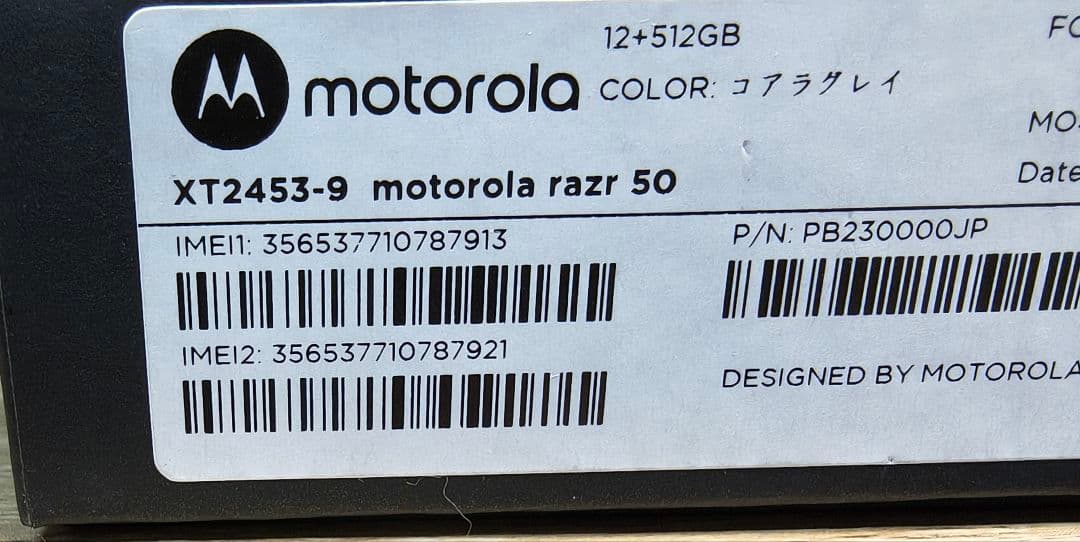 12+512GB
motorola
COLOR: コアラグレイ
XT2453-9 motorola razr 50
IMEI1: 356537710787913
P/N: PB230000JP
IMEI2: 356537710787921
DESIGNED BY MOTOROLA
Date